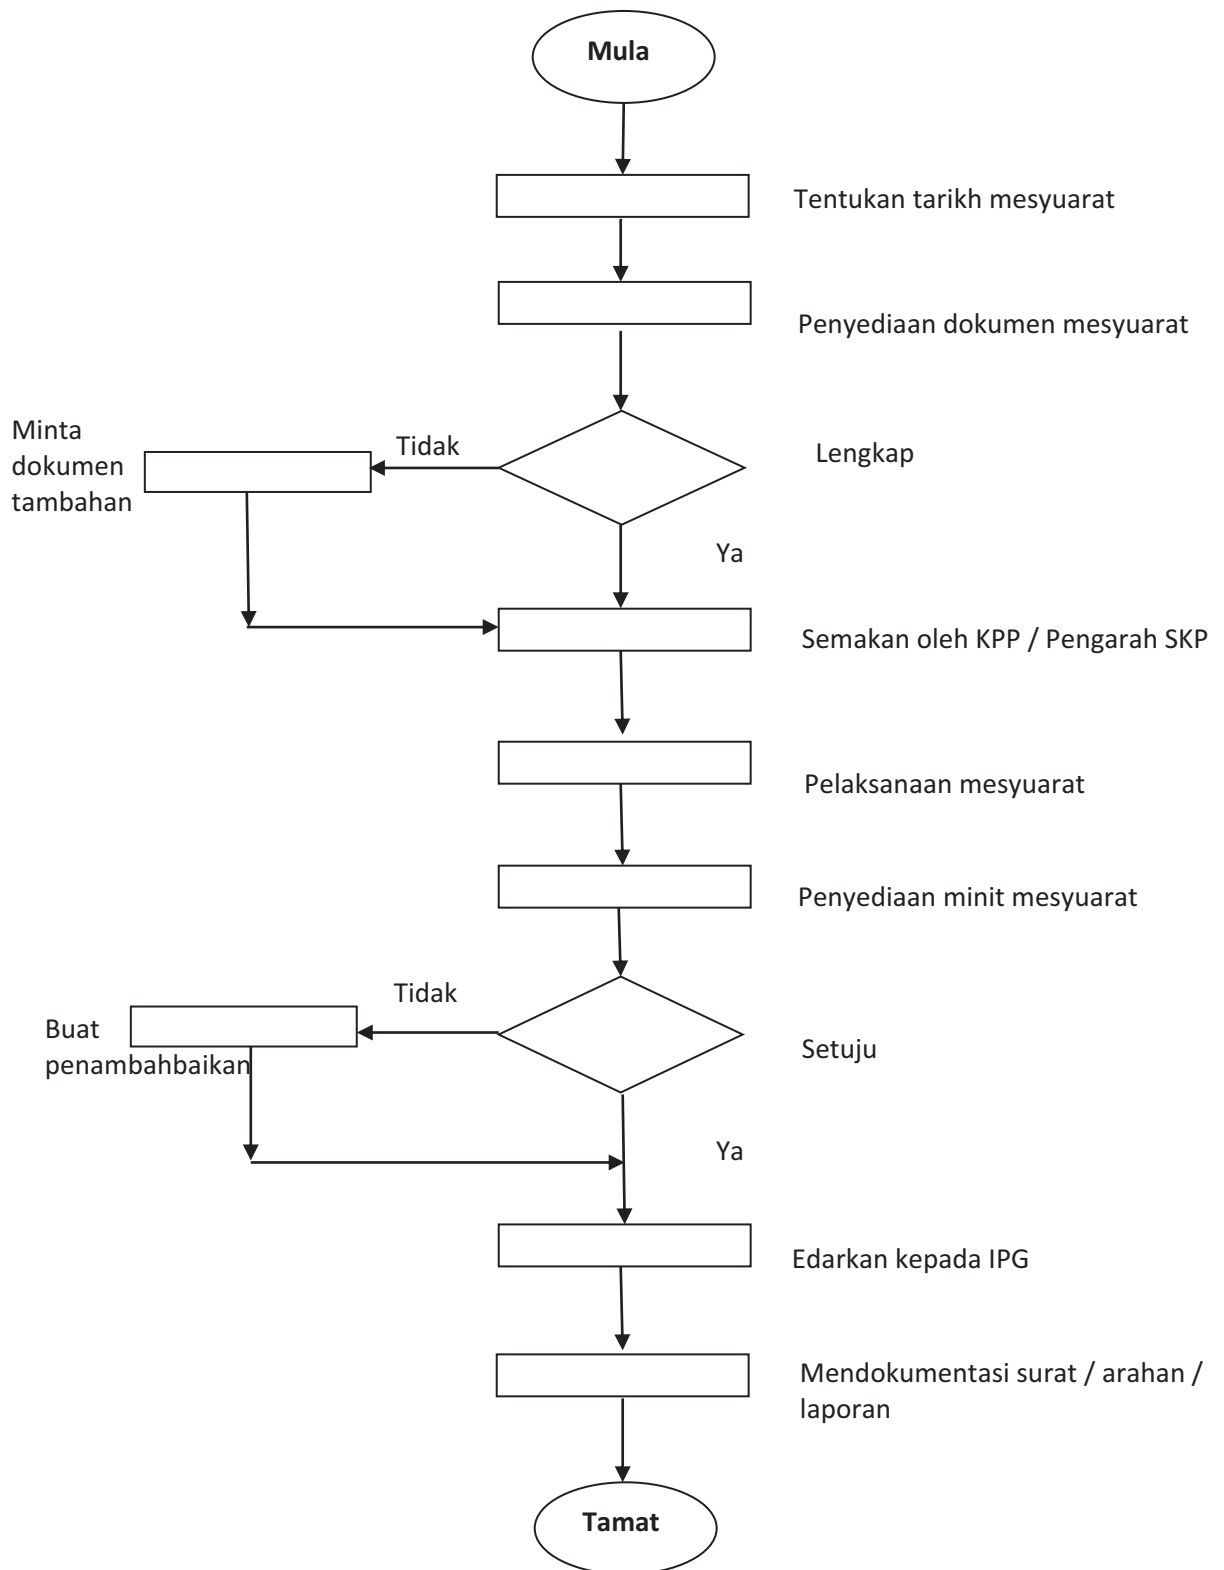 Mula
Tentukan tarikh mesyuarat
Penyediaan dokumen mesyuarat
Minta
dokumen
tambahan
Tidak
Lengkap
Ya
Semakan oleh KPP / Pengarah SKP
Pelaksanaan mesyuarat
Penyediaan minit mesyuarat
Tidak
Buat
penambahbaikan
Setuju
Ya
Edarkan kepada IPG
Mendokumentasi surat / arahan /
laporan
Tamat